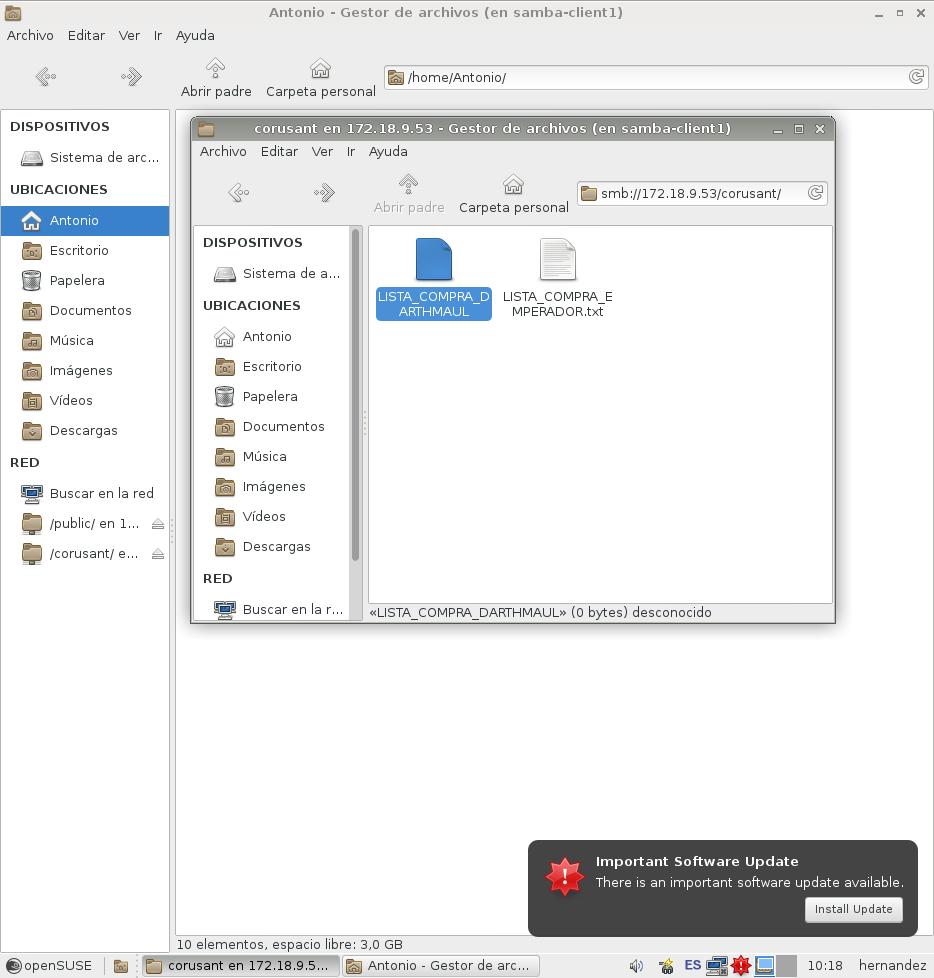 Antonio - Gestor de archivos (en samba-client1)
Archivo Editar Ver Ir Ayuda
Abrir padre Carpeta personal /home/Antonio/
DISPOSITIVOS
Sistema de arc...
UBICACIONES
Antonio
Escritorio
Papelera
Documentos
Música
Imágenes
Vídeos
Descargas
RED
Buscar en la red
/public/ en 1...
/corusant/ e...
corusant en 172.18.9.53 - Gestor de archivos (en samba-client1)
Archivo Editar Ver Ir Ayuda
Abrir padre Carpeta personal smb://172.18.9.53/corusant/
DISPOSITIVOS
Sistema de a...
UBICACIONES
Antonio
Escritorio
Papelera
Documentos
Música
Imágenes
Vídeos
Descargas
RED
Buscar en la r...
LISTA_COMPRA_D
ARTHMAUL
LISTA_COMPRA_E
MPERADOR.txt
«LISTA_COMPRA_DARTHMAUL» (0 bytes) desconocido
Important Software Update
There is an important software update available.
Install Update
10 elementos, espacio libre: 3,0 GB
openSUSE corusant en 172.18.9.5... Antonio - Gestor de arc... ES 10:18 hernandez